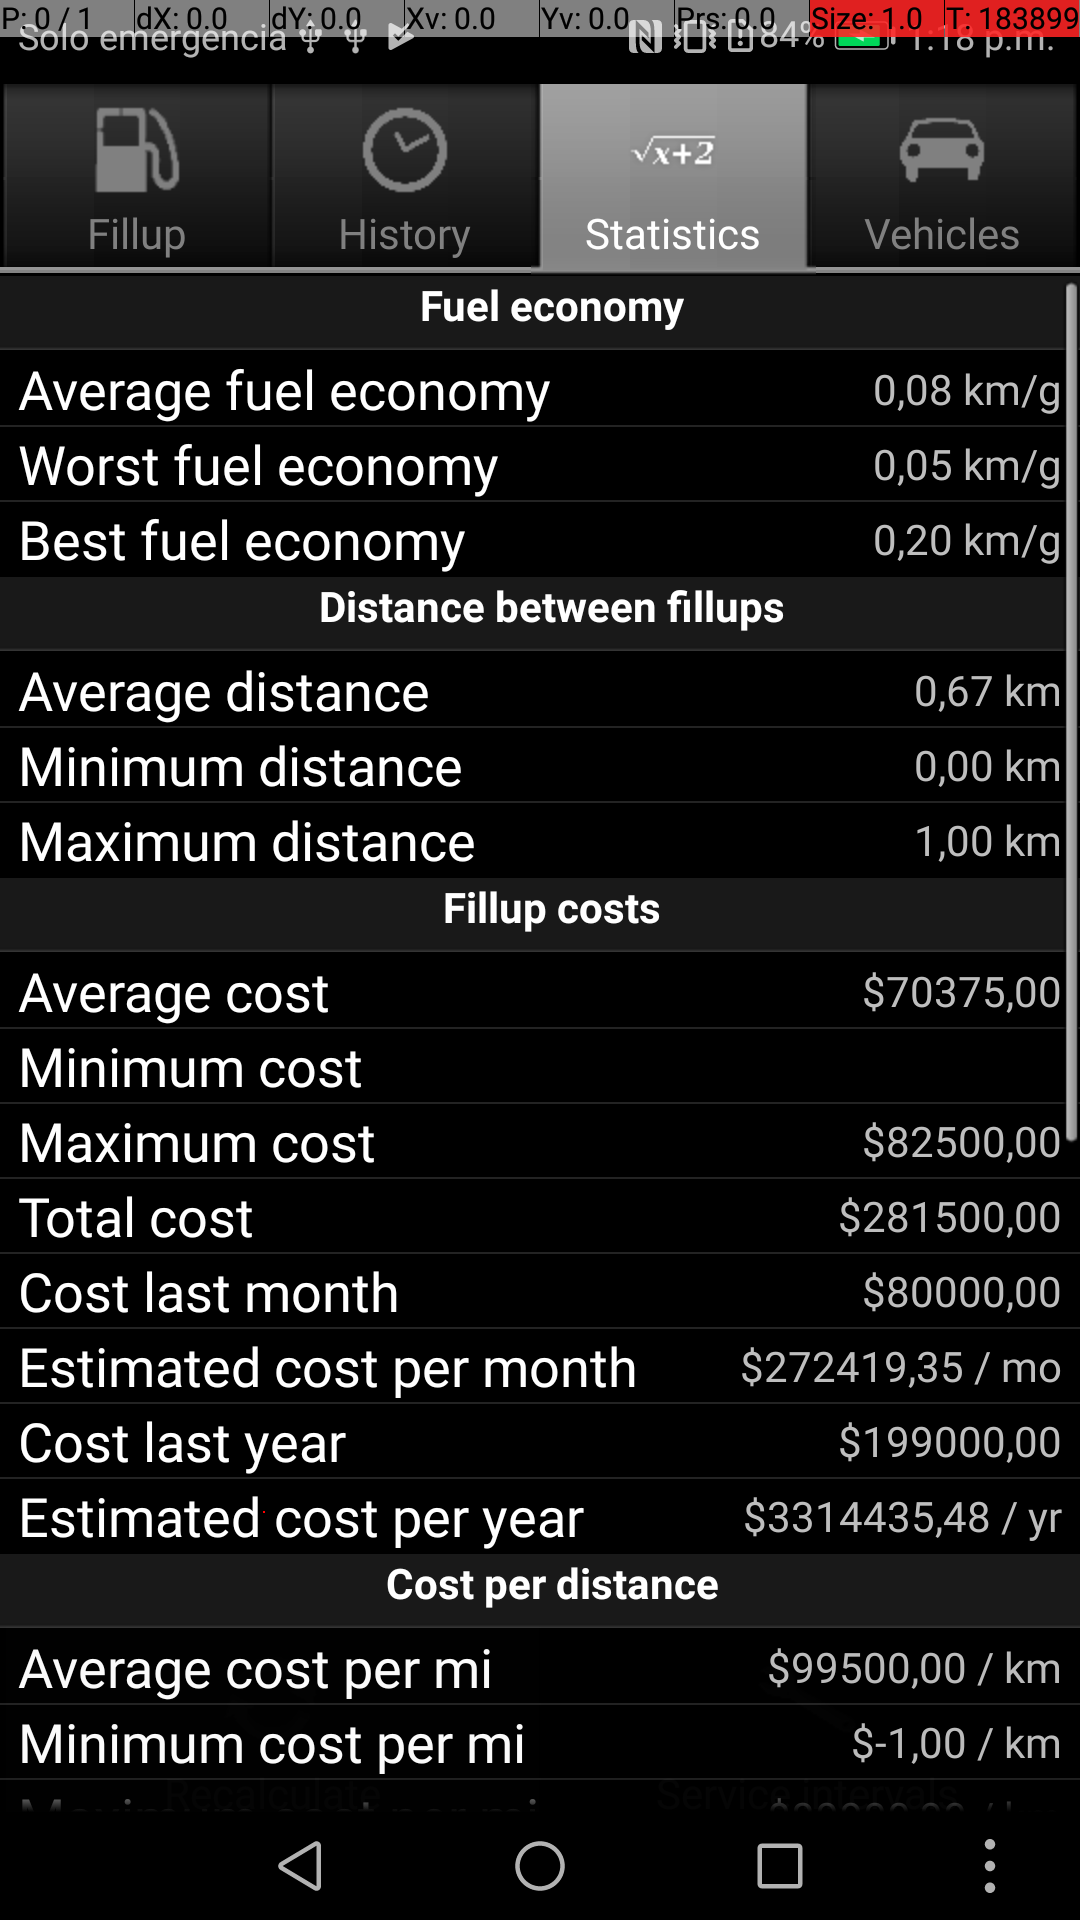 P: 0 / 1 dX: 0.0 dY: 0.0 Xv: 0.0 Yv: 0.0 Prs: 0.0 Size: 1.0 T: 183899
Solo emergencia 84% 1:18 p.m.
√x+2
Fillup History Statistics Vehicles
Fuel economy
Average fuel economy 0,08 km/g
Worst fuel economy 0,05 km/g
Best fuel economy 0,20 km/g
Distance between fillups
Average distance 0,67 km
Minimum distance 0,00 km
Maximum distance 1,00 km
Fillup costs
Average cost $70375,00
Minimum cost
Maximum cost $82500,00
Total cost $281500,00
Cost last month $80000,00
Estimated cost per month $272419,35 / mo
Cost last year $199000,00
Estimated cost per year $3314435,48 / yr
Cost per distance
Average cost per mi $99500,00 / km
Minimum cost per mi $-1,00 / km
Recalculate Service Intervals